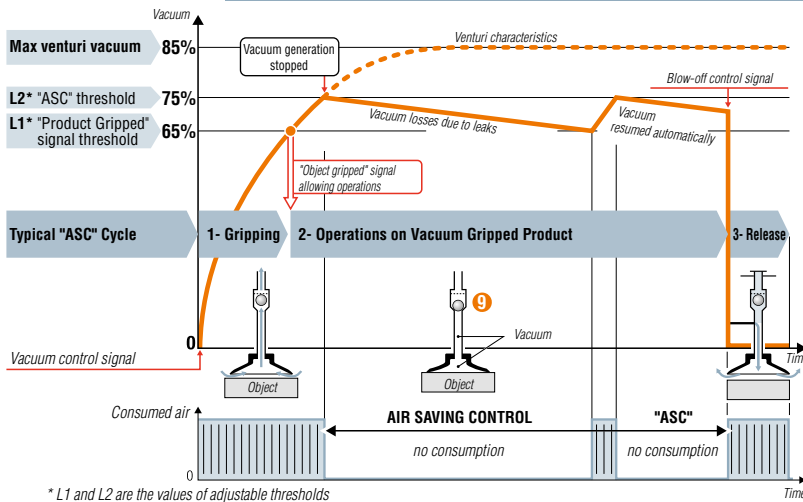 Vacuum
Max venturi vacuum
85%
Vacuum generation
stopped
Venturi characteristics
L2* "ASC" threshold
75%
Blow-off control signal
L1* "Product Gripped"
signal threshold
65%
Vacuum losses due to leaks
Vacuum
resumed automatically
"Object gripped" signal
allowing operations
Typical "ASC" Cycle
1- Gripping
2- Operations on Vacuum Gripped Product
3- Release
9
Vacuum
0
Vacuum control signal
Object
Object
Tim
Consumed air
AIR SAVING CONTROL
"ASC"
no consumption
no consumption
0
* L1 and L2 are the values of adjustable thresholds
Time